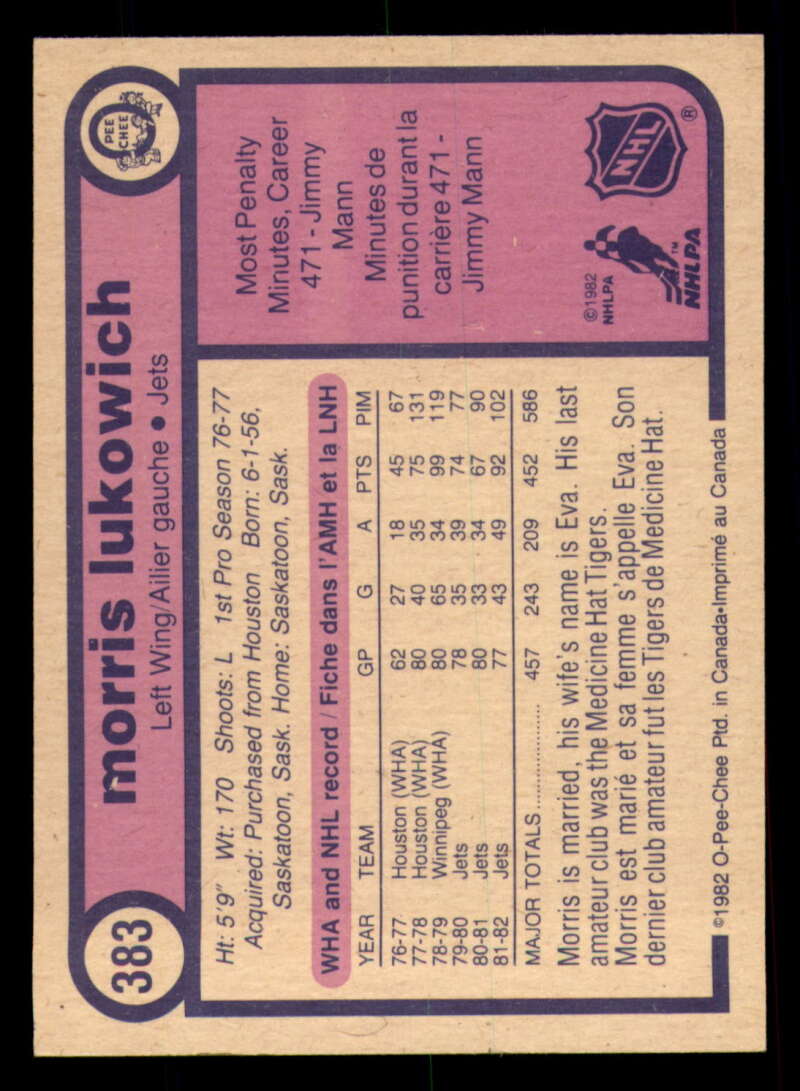 383
morris lukowich
Left Wing/Ailier gauche • Jets
O
PEE
CHEE
Ht: 5'9" Wt: 170 Shoots: L 1st Pro Season 76-77
Acquired: Purchased from Houston Born: 6-1-56,
Saskatoon, Sask. Home: Saskatoon, Sask.
WHA and NHL record / Fiche dans l'AMH et la LNH
YEAR TEAM GP G A PTS PIM
76-77 Houston (WHA) 62 27 18 45 67
77-78 Houston (WHA) 80 40 35 75 131
78-79 Winnipeg (WHA) 80 65 34 99 119
79-80 Jets 78 35 39 74 77
80-81 Jets 80 33 34 67 90
81-82 Jets 77 43 49 92 102
MAJOR TOTALS.................. 457 243 209 452 586
Morris is married, his wife's name is Eva. His last
amateur club was the Medicine Hat Tigers.
Morris est marié et sa femme s'appelle Eva. Son
dernier club amateur fut les Tigers de Medicine Hat.
©1982 O-Pee-Chee Ptd. in Canada•Imprimé au Canada
Most Penalty
Minutes, Career
471 - Jimmy
Mann
Minutes de
punition durant la
carrière 471 -
Jimmy Mann
©1982
NHLPA
NHLPA
™
NHL
®